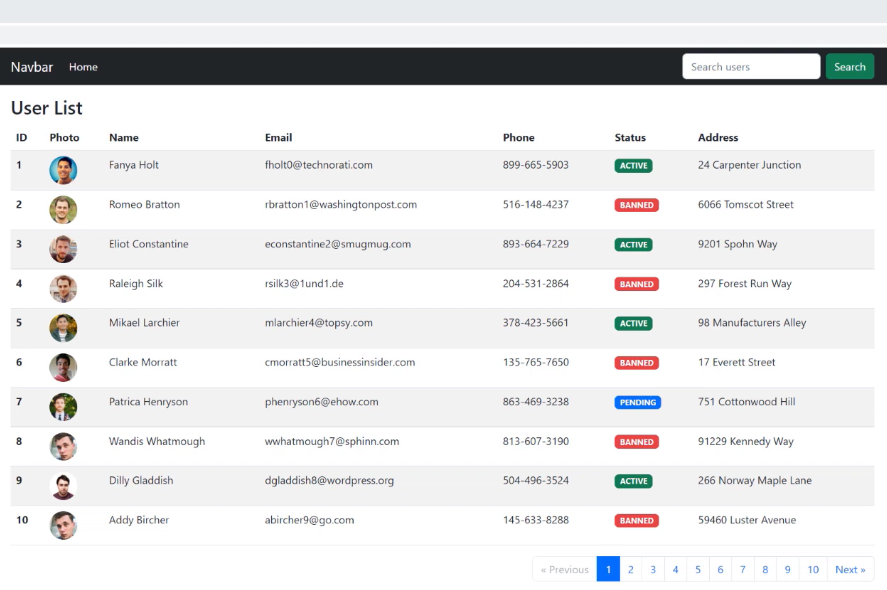 Navbar Home Search users Search
User List
ID Photo Name Email Phone Status Address
1 Fanya Holt fholt0@technorati.com 899-665-5903 ACTIVE 24 Carpenter Junction
2 Romeo Bratton rbratton1@washingtonpost.com 516-148-4237 BANNED 6066 Tomscot Street
3 Eliot Constantine econstantine2@smugmug.com 893-664-7229 ACTIVE 9201 Spohn Way
4 Raleigh Silk rsilk3@1und1.de 204-531-2864 BANNED 297 Forest Run Way
5 Mikael Larchier mlarchier4@topsy.com 378-423-5661 ACTIVE 98 Manufacturers Alley
6 Clarke Morratt cmorratt5@businessinsider.com 135-765-7650 BANNED 17 Everett Street
7 Patrica Henryson phenryson6@ehow.com 863-469-3238 PENDING 751 Cottonwood Hill
8 Wandis Whatmough wwhatmough7@sphinn.com 813-607-3190 BANNED 91229 Kennedy Way
9 Dilly Gladdish dgladdish8@wordpress.org 504-496-3524 ACTIVE 266 Norway Maple Lane
10 Addy Bircher abircher9@go.com 145-633-8288 BANNED 59460 Luster Avenue
« Previous 1 2 3 4 5 6 7 8 9 10 Next »